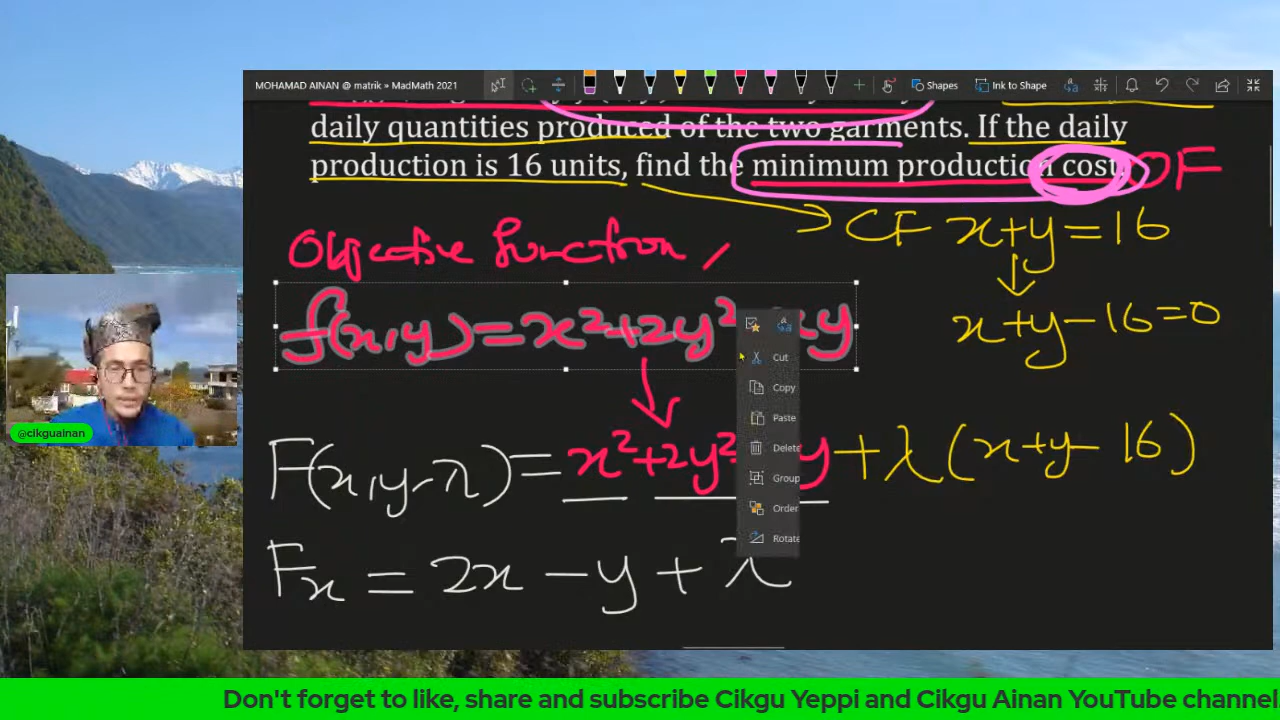 MOHAMAD AINAN @ matrik • MadMath 2021
Shapes
Ink to Shape
daily quantities produced of the two garments. If the daily
production is 16 units, find the minimum production cost. OF
CF x+y=16
Objective function,
x+y-16=0
f(x,y)=x²+2y² xy
Cut
Copy
Paste
Delete
Group
Order
Rotate
F(x,y,λ)=x²+2y² y+λ(x+y-16)
Fx = 2x - y + λ
@cikguainan
Don't forget to like, share and subscribe Cikgu Yeppi and Cikgu Ainan YouTube channel